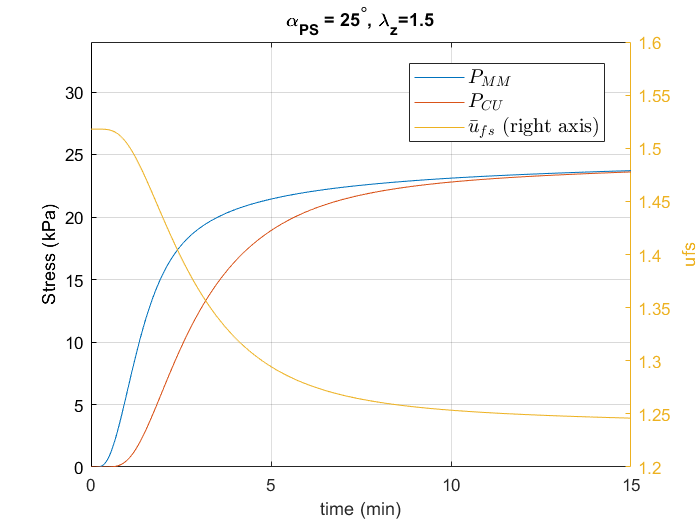 α_PS = 25°, λ_z=1.5
Stress (kPa)
30
25
20
15
10
5
0
P_MM
P_CU
ū_fs (right axis)
1.6
1.55
1.5
1.45
1.4
1.35
1.3
1.25
1.2
ufs
0
5
10
15
time (min)